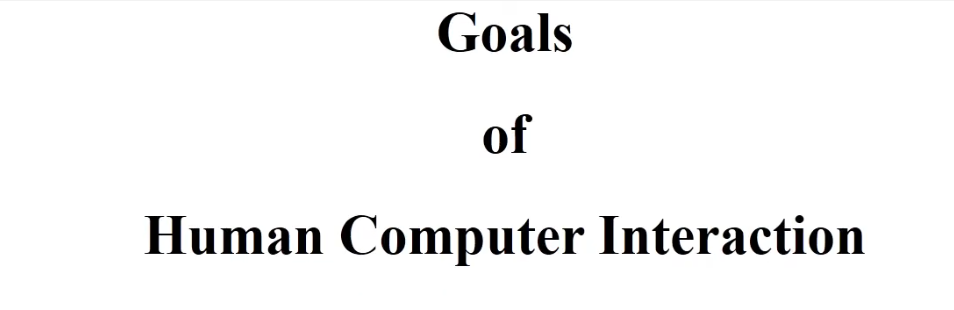 Goals
of
Human Computer Interaction